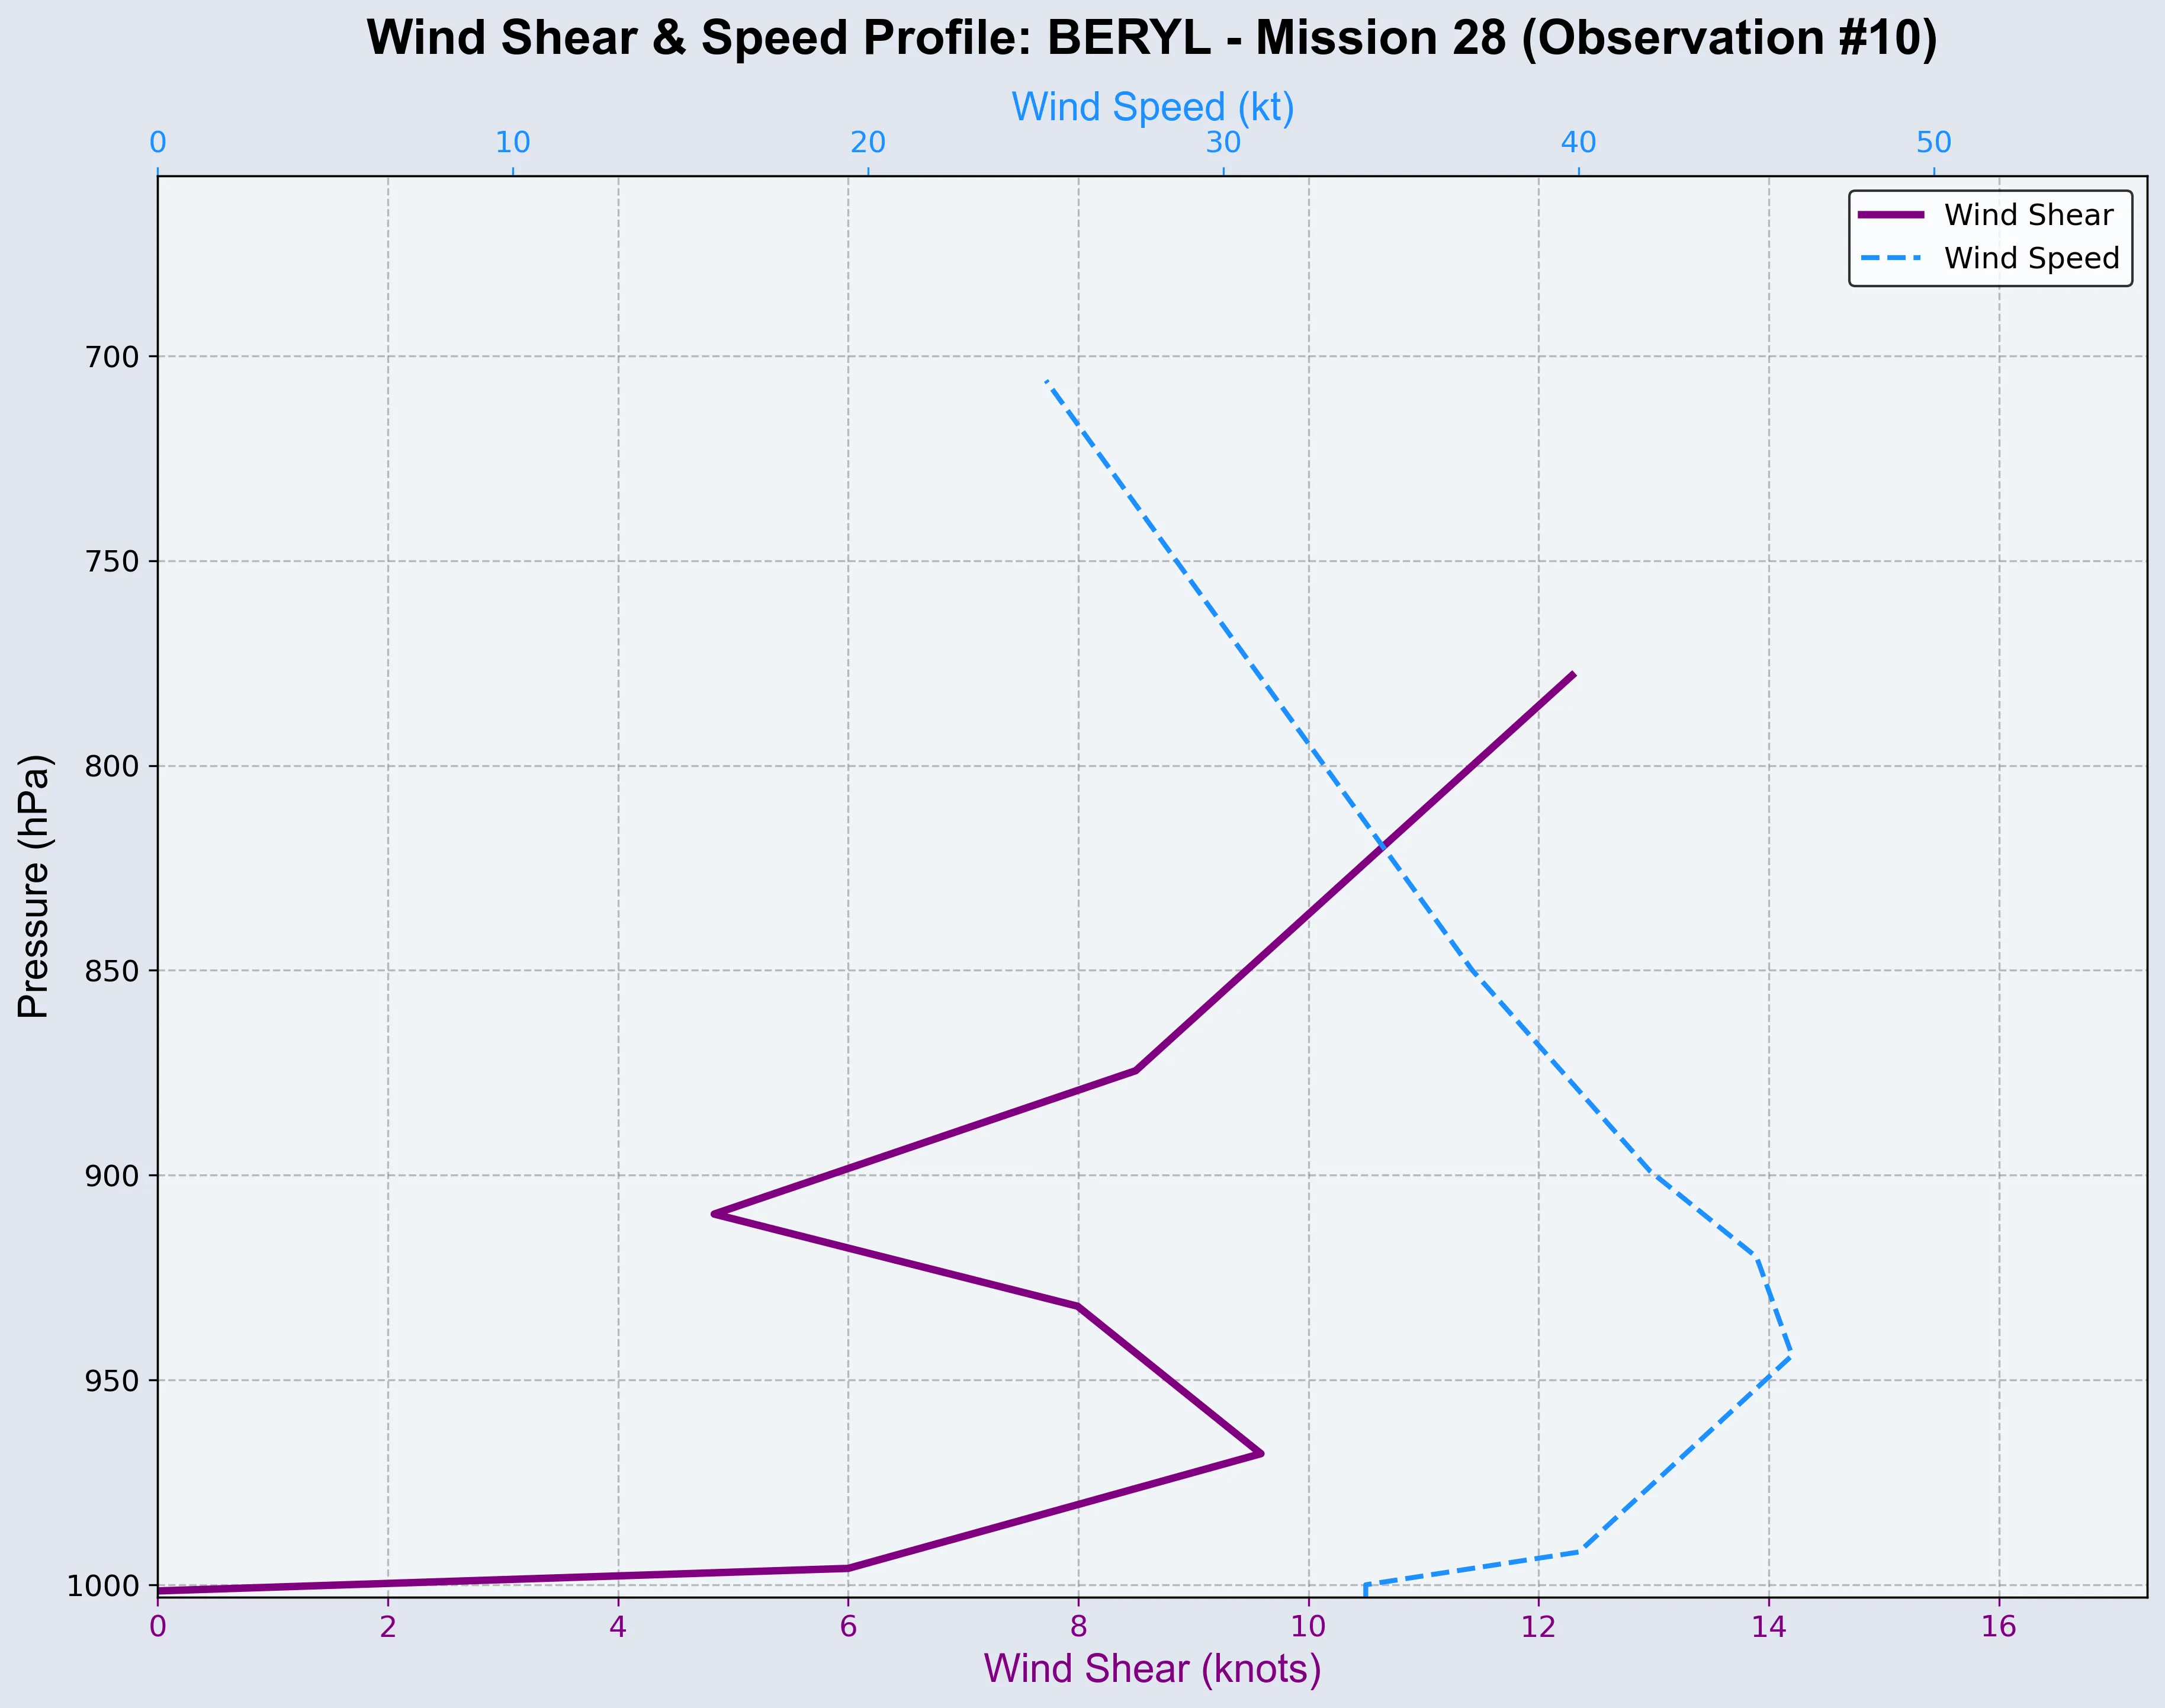 Wind Shear & Speed Profile: BERYL - Mission 28 (Observation #10)
Wind Speed (kt)
0 10 20 30 40 50
Wind Shear
Wind Speed
Pressure (hPa)
700
750
800
850
900
950
1000
0 2 4 6 8 10 12 14 16
Wind Shear (knots)